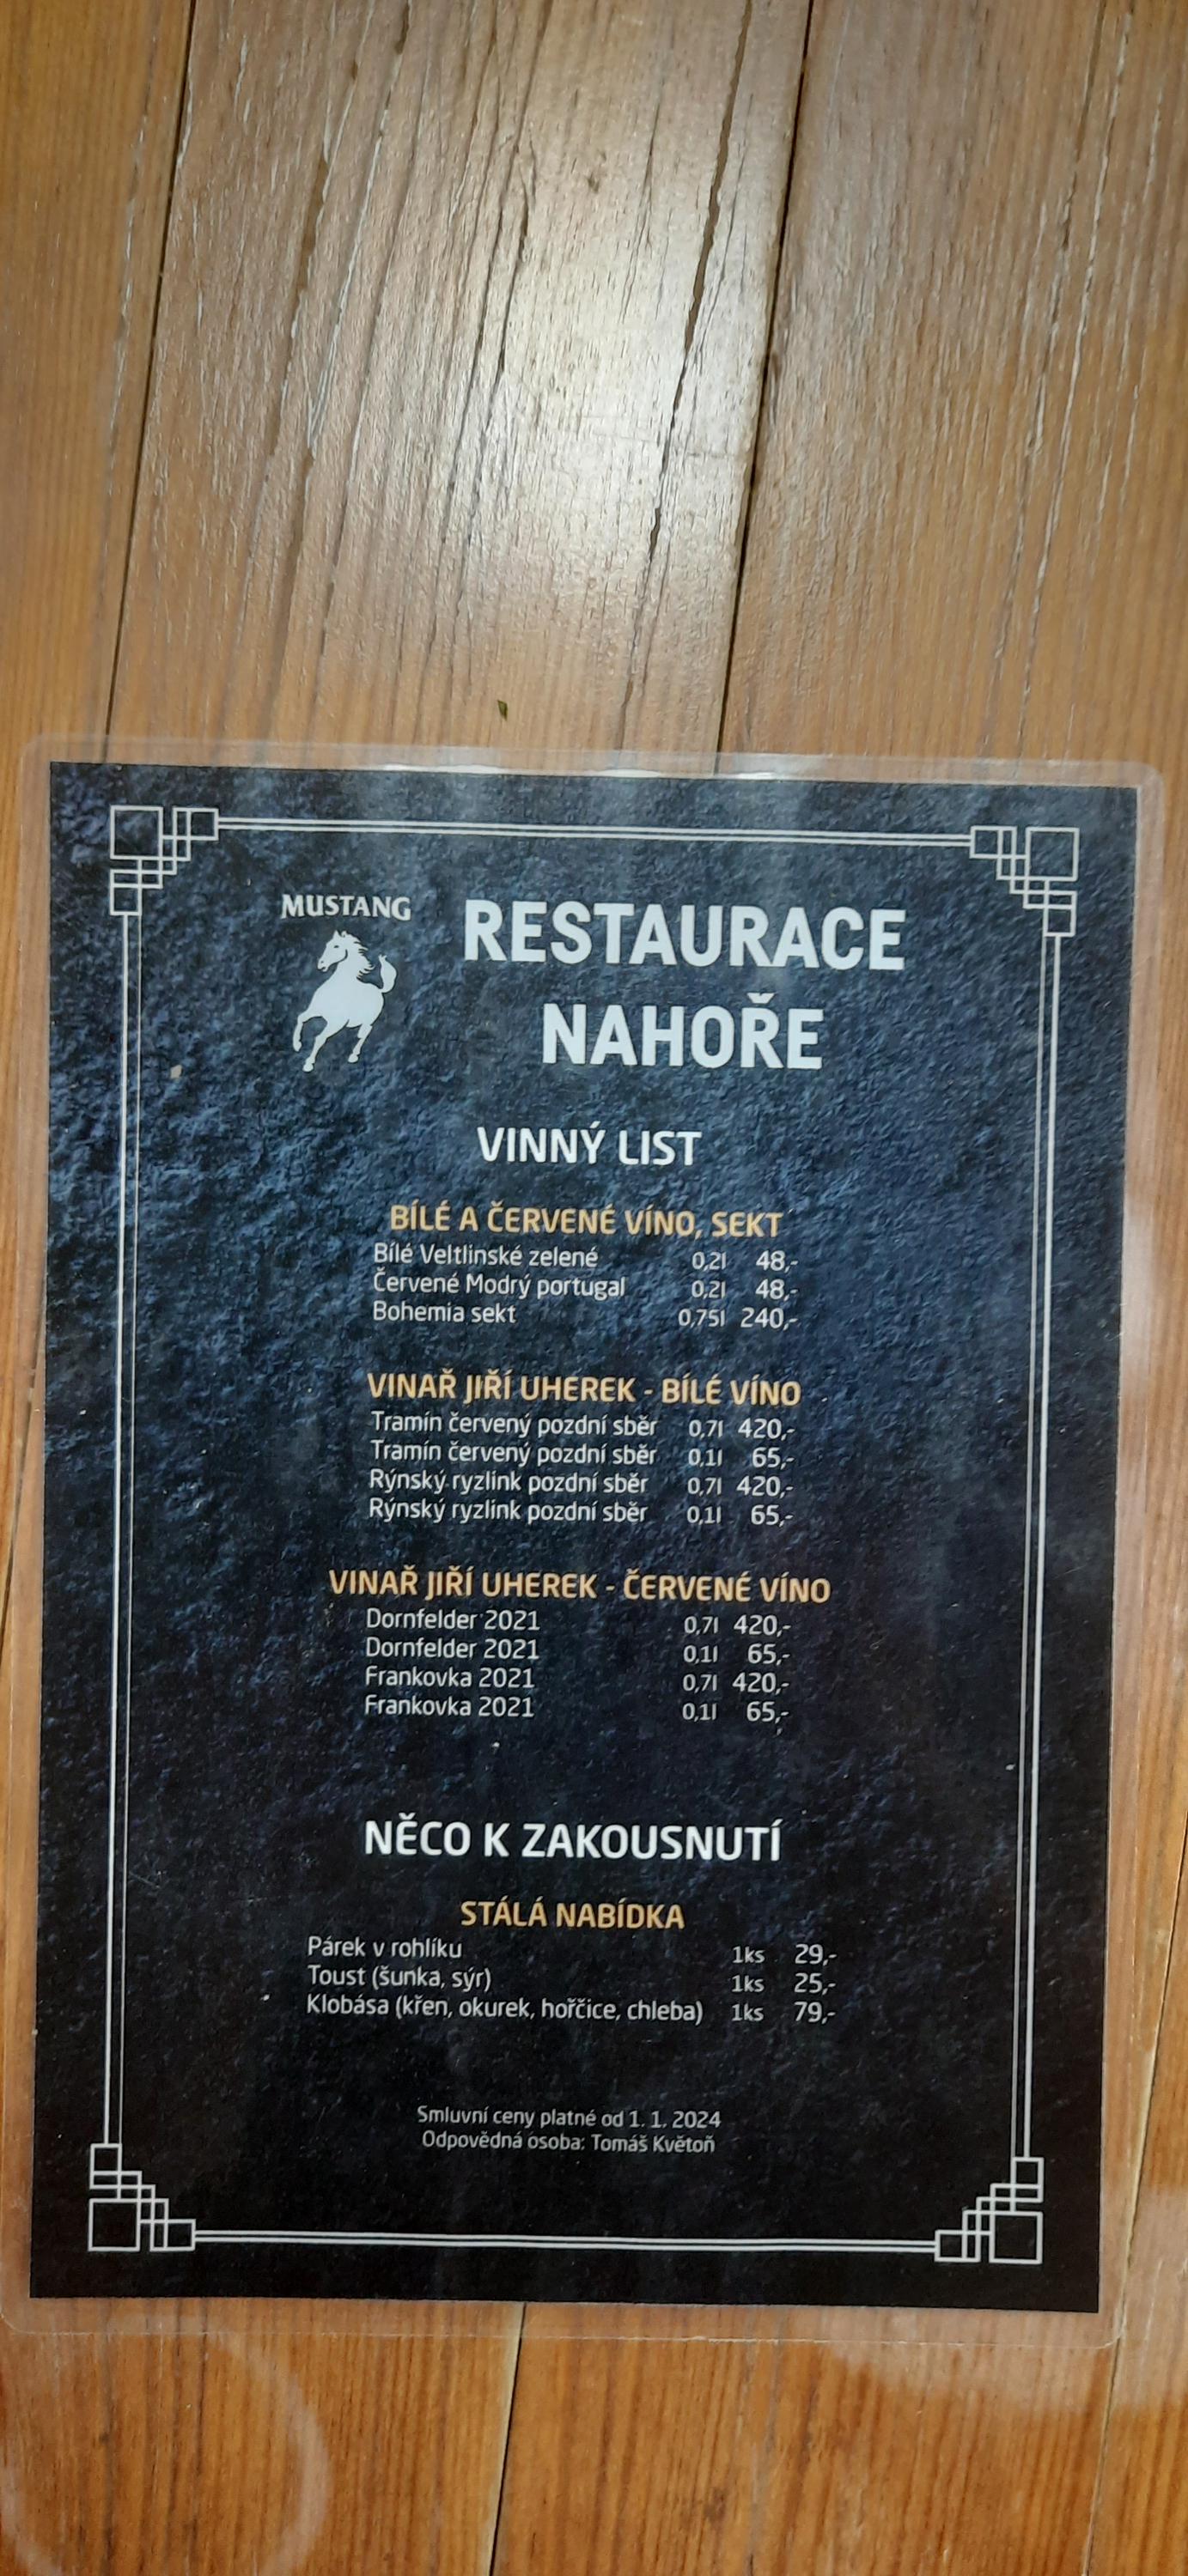 MUSTANG
RESTAURACE
NAHOŘE
VINNÝ LIST
BÍLÉ A ČERVENÉ VÍNO, SEKT
Bílé Veltlinské zelené 0,2l 48,-
Červené Modrý portugal 0,2l 48,-
Bohemia sekt 0,75l 240,-
VINAŘ JIŘÍ UHEREK - BÍLÉ VÍNO
Tramín červený pozdní sběr 0,7l 420,-
Tramín červený pozdní sběr 0,1l 65,-
Rýnský ryzlink pozdní sběr 0,7l 420,-
Rýnský ryzlink pozdní sběr 0,1l 65,-
VINAŘ JIŘÍ UHEREK - ČERVENÉ VÍNO
Dornfelder 2021 0,7l 420,-
Dornfelder 2021 0,1l 65,-
Frankovka 2021 0,7l 420,-
Frankovka 2021 0,1l 65,-
NĚCO K ZAKOUSNUTÍ
STÁLÁ NABÍDKA
Párek v rohlíku 1ks 29,-
Toust (šunka, sýr) 1ks 25,-
Klobása (křen, okurek, hořčice, chleba) 1ks 79,-
Smluvní ceny platné od 1. 1. 2024
Odpovědná osoba: Tomáš Květoň